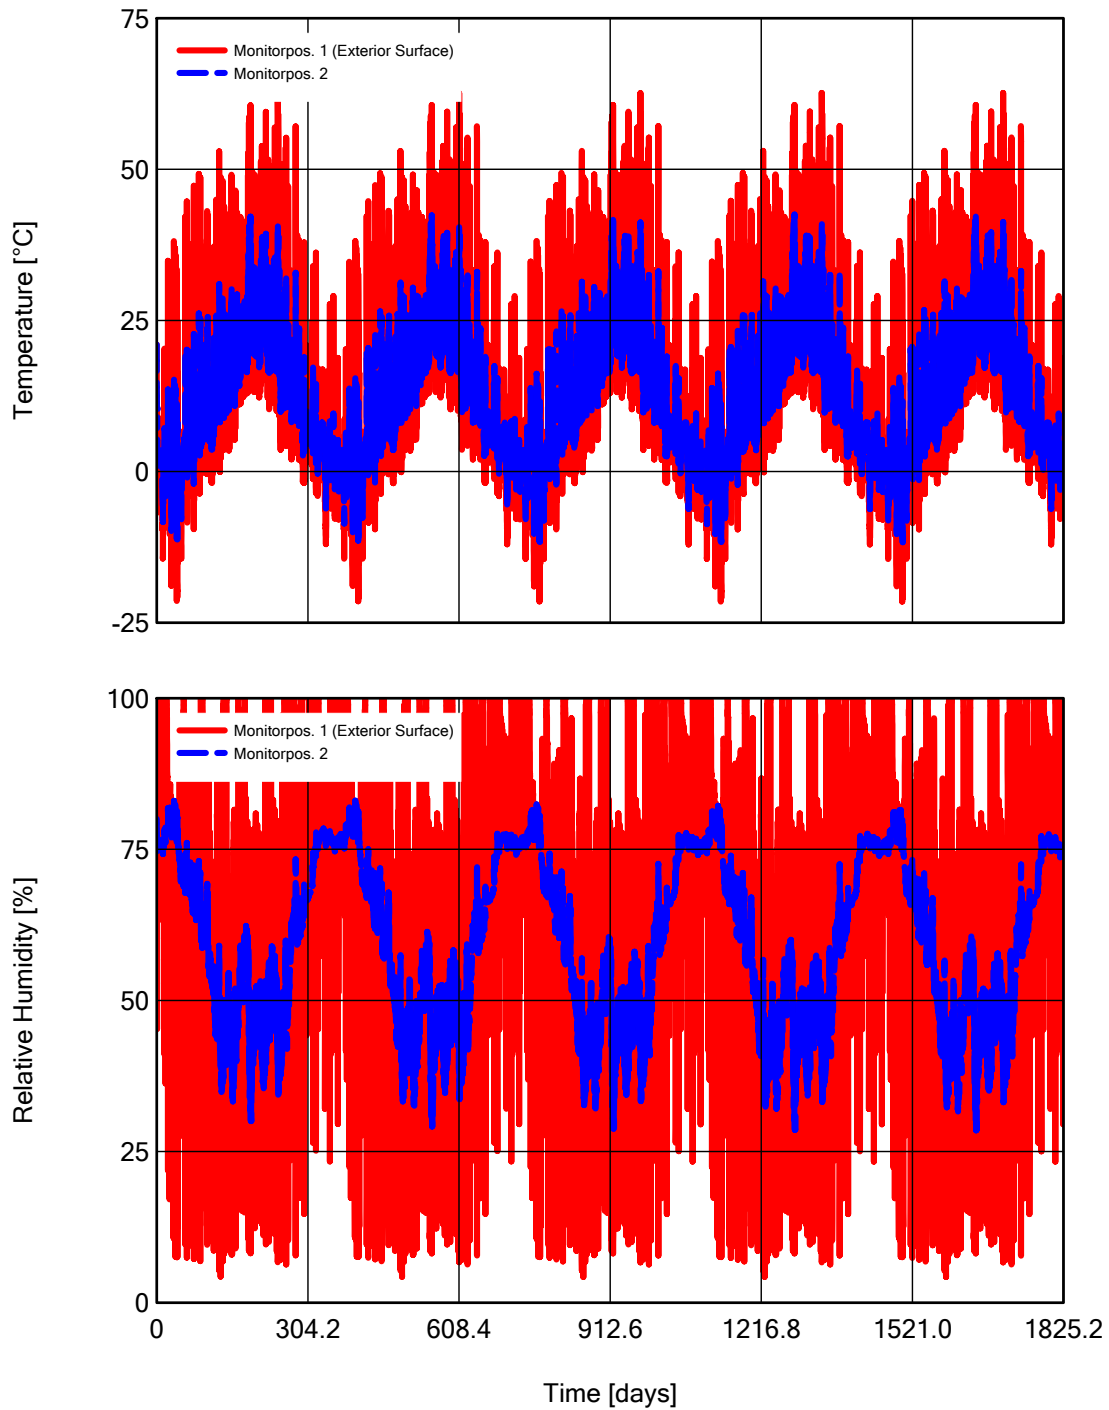 75
50
25
0
-25
Temperature [°C]
Monitorpos. 1 (Exterior Surface)
Monitorpos. 2
100
75
50
25
0
Relative Humidity [%]
Monitorpos. 1 (Exterior Surface)
Monitorpos. 2
0 304.2 608.4 912.6 1216.8 1521.0 1825.2
Time [days]